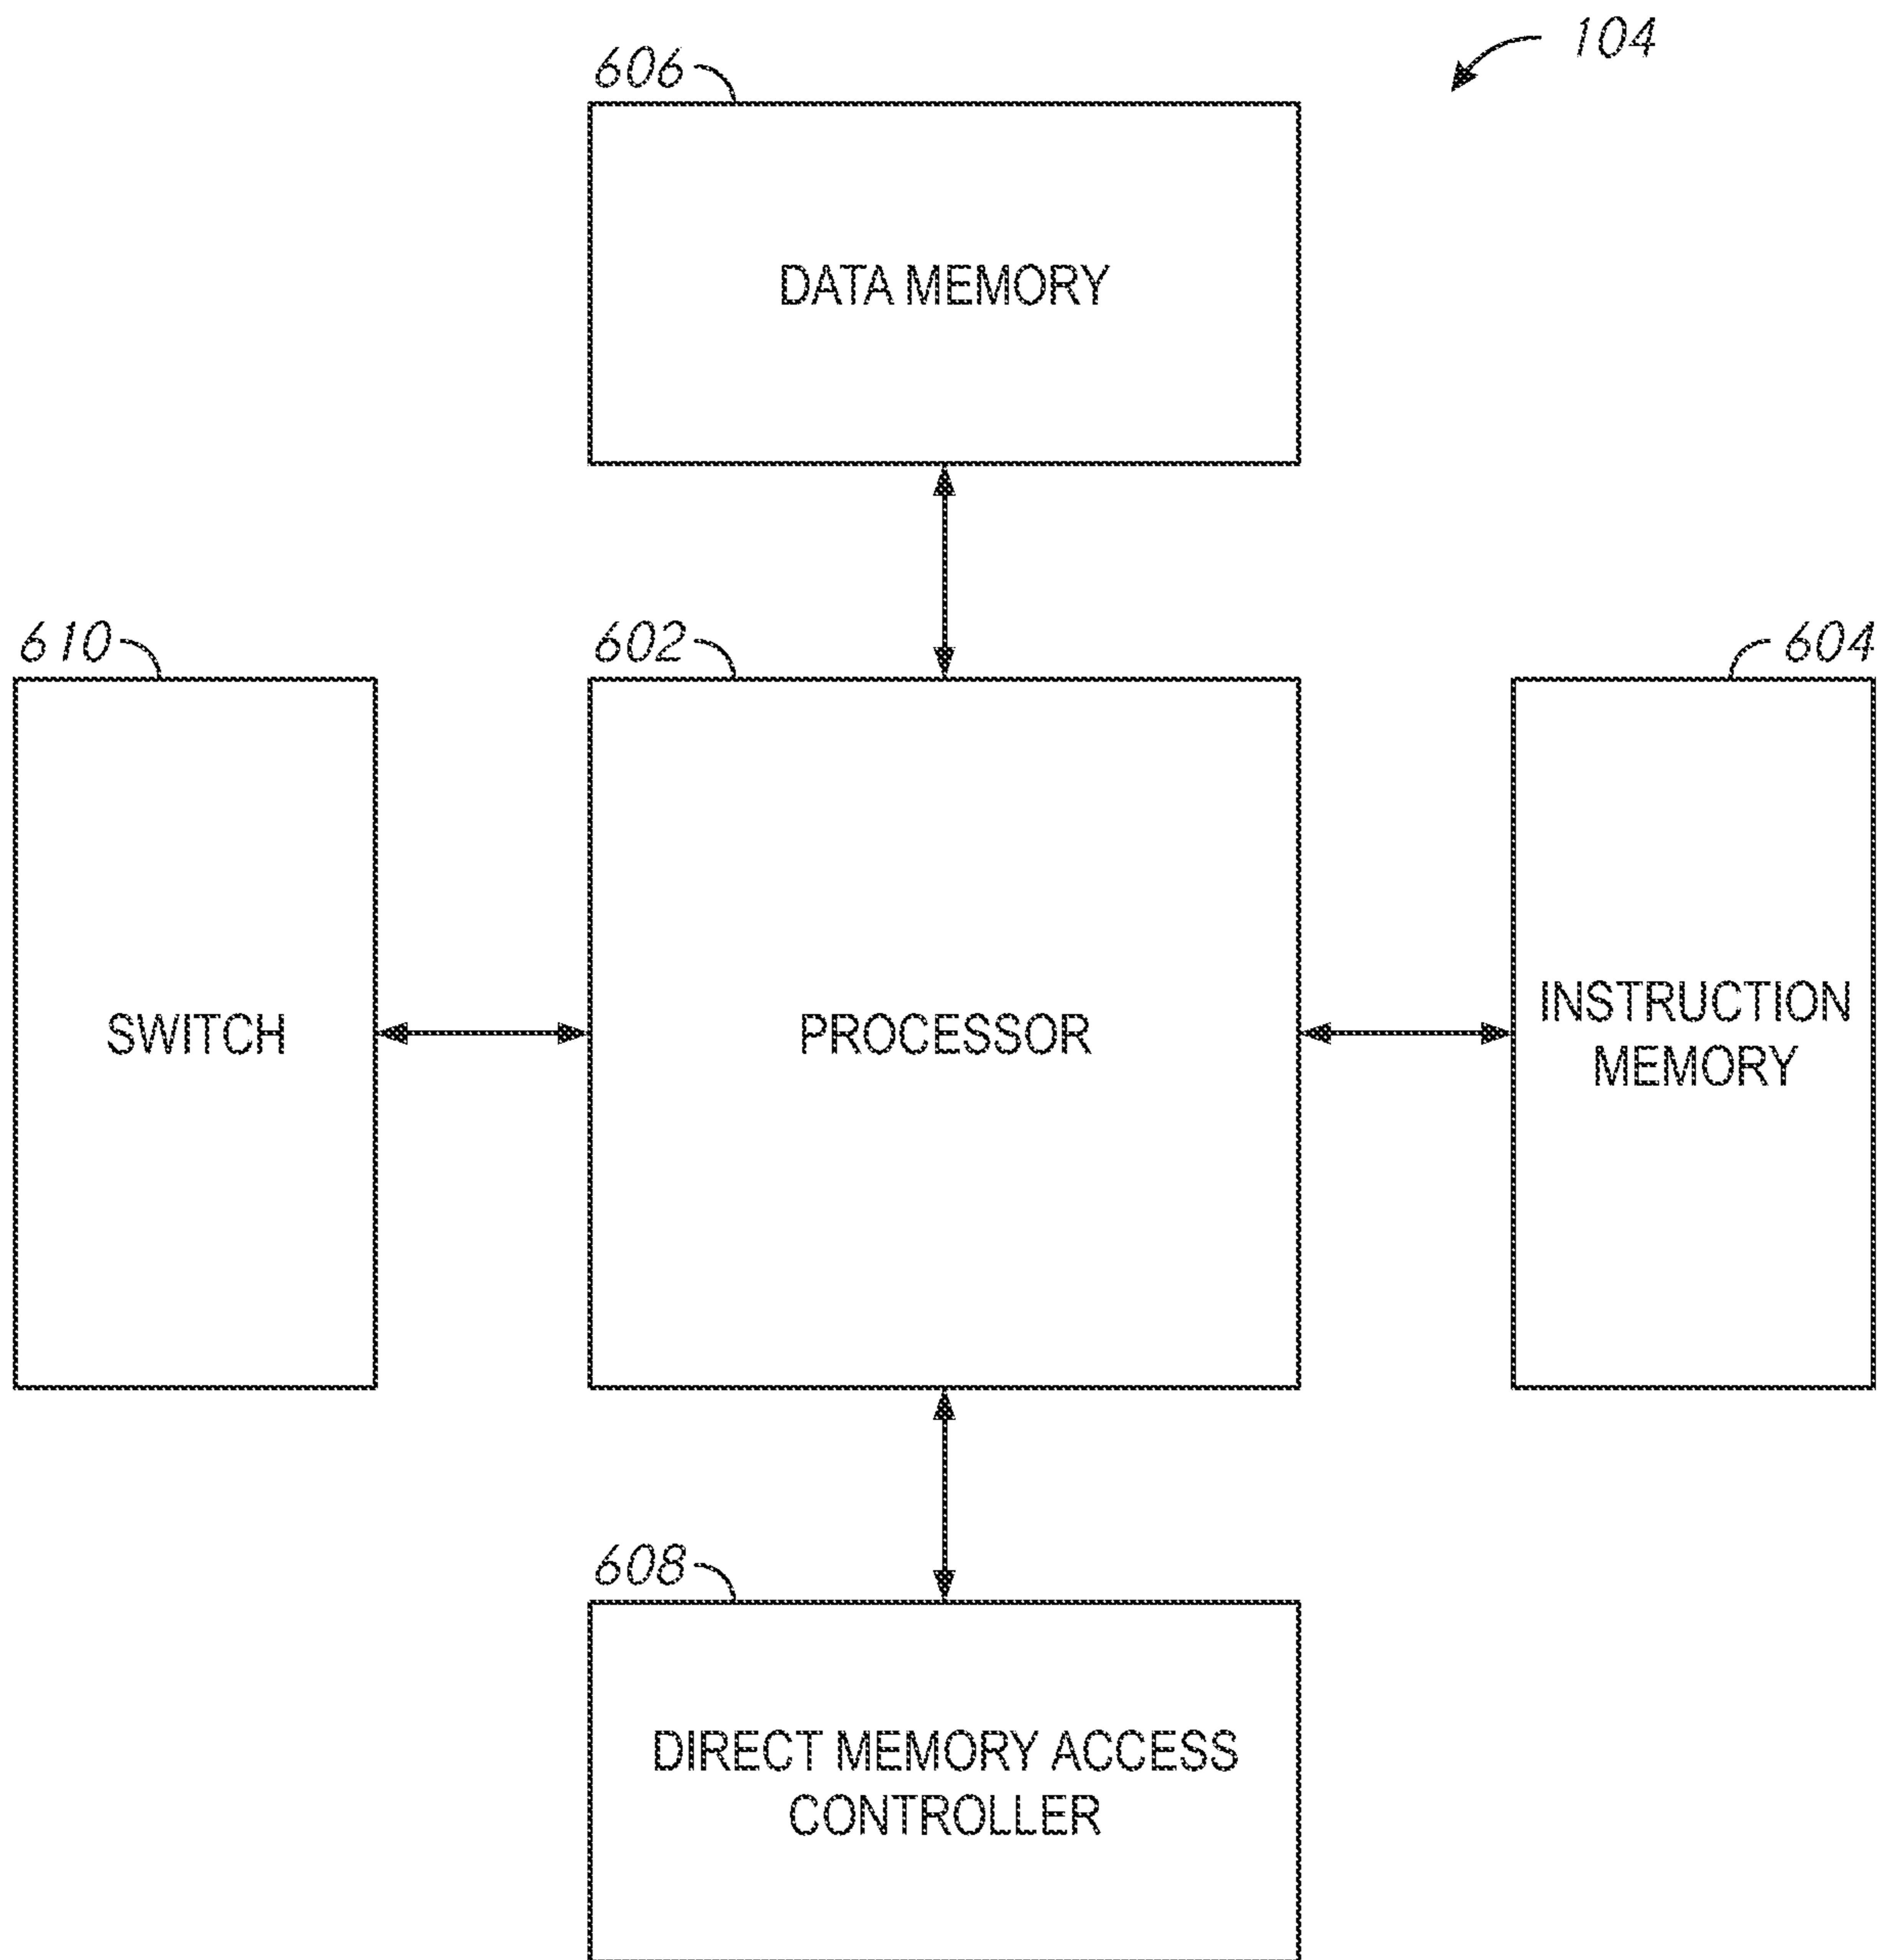 104
606
DATA MEMORY
610
602
604
SWITCH
PROCESSOR
INSTRUCTION
MEMORY
608
DIRECT MEMORY ACCESS
CONTROLLER